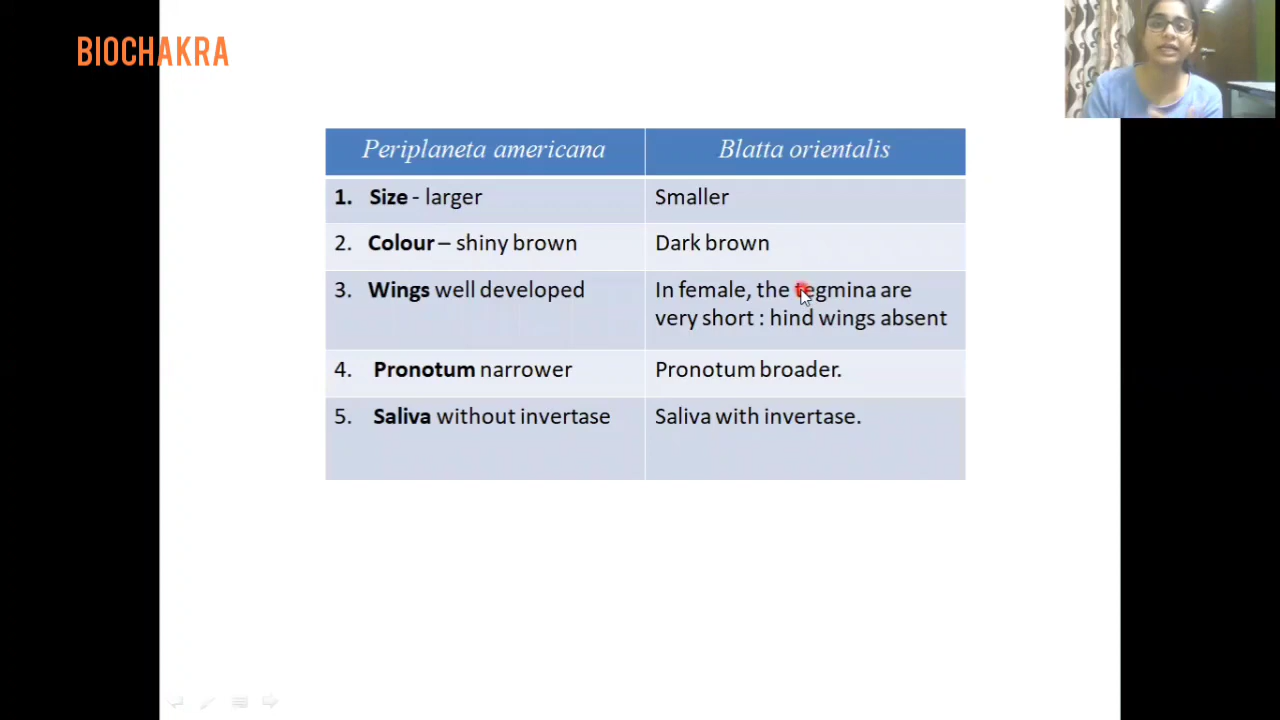 BIOCHAKRA
Periplaneta americana
Blatta orientalis
1. Size - larger
Smaller
2. Colour – shiny brown
Dark brown
3. Wings well developed
In female, the tegmina are
very short : hind wings absent
4. Pronotum narrower
Pronotum broader.
5. Saliva without invertase
Saliva with invertase.